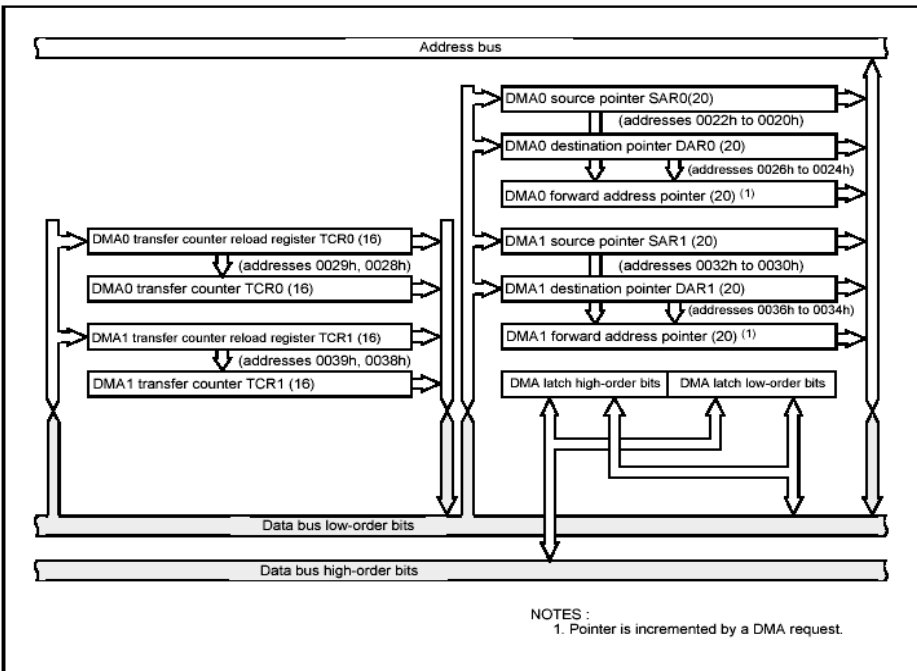 Address bus
DMA0 source pointer SAR0(20)
(addresses 0022h to 0020h)
DMA0 destination pointer DAR0 (20)
(addresses 0026h to 0024h)
DMA0 forward address pointer (20) (1)
DMA0 transfer counter reload register TCR0 (16)
(addresses 0029h, 0028h)
DMA0 transfer counter TCR0 (16)
DMA1 transfer counter reload register TCR1 (16)
(addresses 0039h, 0038h)
DMA1 transfer counter TCR1 (16)
DMA1 source pointer SAR1 (20)
(addresses 0032h to 0030h)
DMA1 destination pointer DAR1 (20)
(addresses 0036h to 0034h)
DMA1 forward address pointer (20) (1)
DMA latch high-order bits DMA latch low-order bits
Data bus low-order bits
Data bus high-order bits
NOTES :
1. Pointer is incremented by a DMA request.